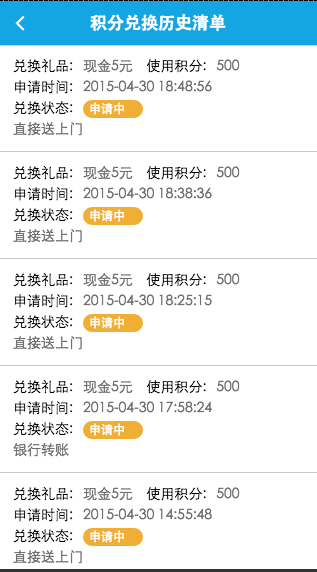 积分兑换历史清单
兑换礼品: 现金5元 使用积分: 500
申请时间: 2015-04-30 18:48:56
兑换状态: 申请中
直接送上门
兑换礼品: 现金5元 使用积分: 500
申请时间: 2015-04-30 18:38:36
兑换状态: 申请中
直接送上门
兑换礼品: 现金5元 使用积分: 500
申请时间: 2015-04-30 18:25:15
兑换状态: 申请中
直接送上门
兑换礼品: 现金5元 使用积分: 500
申请时间: 2015-04-30 17:58:24
兑换状态: 申请中
银行转账
兑换礼品: 现金5元 使用积分: 500
申请时间: 2015-04-30 14:55:48
兑换状态: 申请中
直接送上门